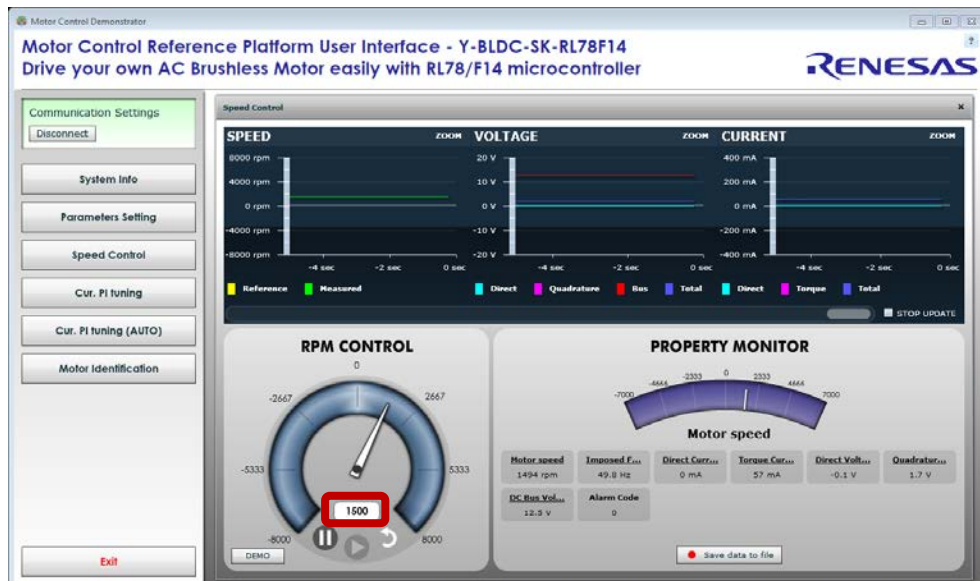 Motor Control Demonstrator
Motor Control Reference Platform User Interface - Y-BLDC-SK-RL78F14
Drive your own AC Brushless Motor easily with RL78/F14 microcontroller
?
RENESAS
Communication Settings
Disconnect
System Info
Parameters Setting
Speed Control
Cur. PI tuning
Cur. PI tuning (AUTO)
Motor Identification
Exit
Speed Control
x
SPEED
ZOOM
8000 rpm
4000 rpm
0 rpm
-4000 rpm
-8000 rpm
-4 sec
-2 sec
0 sec
Reference
Measured
VOLTAGE
ZOOM
20 V
10 V
0 V
-10 V
-20 V
-4 sec
-2 sec
0 sec
Direct
Quadrature
Bus
Total
CURRENT
ZOOM
400 mA
200 mA
0 mA
-200 mA
-400 mA
-4 sec
-2 sec
0 sec
Direct
Torque
Total
STOP UPDATE
RPM CONTROL
0
-2667
2667
-5333
5333
-8000
8000
1500
DEMO
PROPERTY MONITOR
-7000
-4666
-2333
0
2333
4666
7000
Motor speed
Motor speed
1494 rpm
Imposed F...
49.8 Hz
Direct Curr...
0 mA
Torque Cur...
57 mA
Direct Volt...
-0.1 V
Quadratur...
1.7 V
DC Bus Vol...
12.5 V
Alarm Code
0
Save data to file